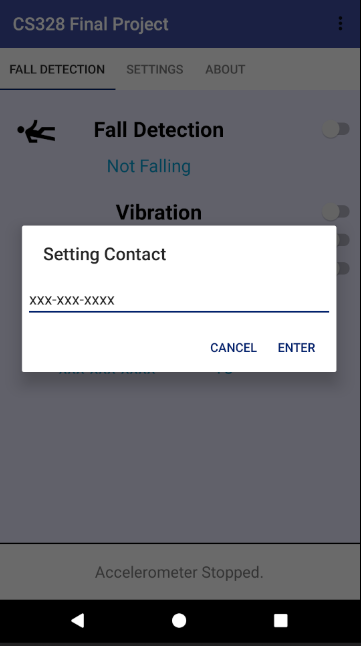 CS328 Final Project
FALL DETECTION SETTINGS ABOUT
Fall Detection
Not Falling
Vibration
Setting Contact
xxx-xxx-xxxx
CANCEL ENTER
Accelerometer Stopped.